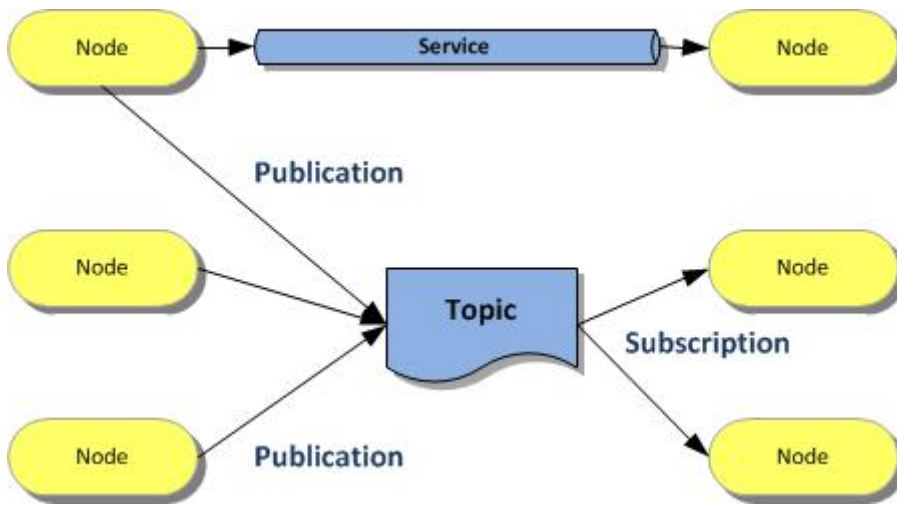 Node
Service
Node
Publication
Node
Topic
Node
Subscription
Node
Publication
Node